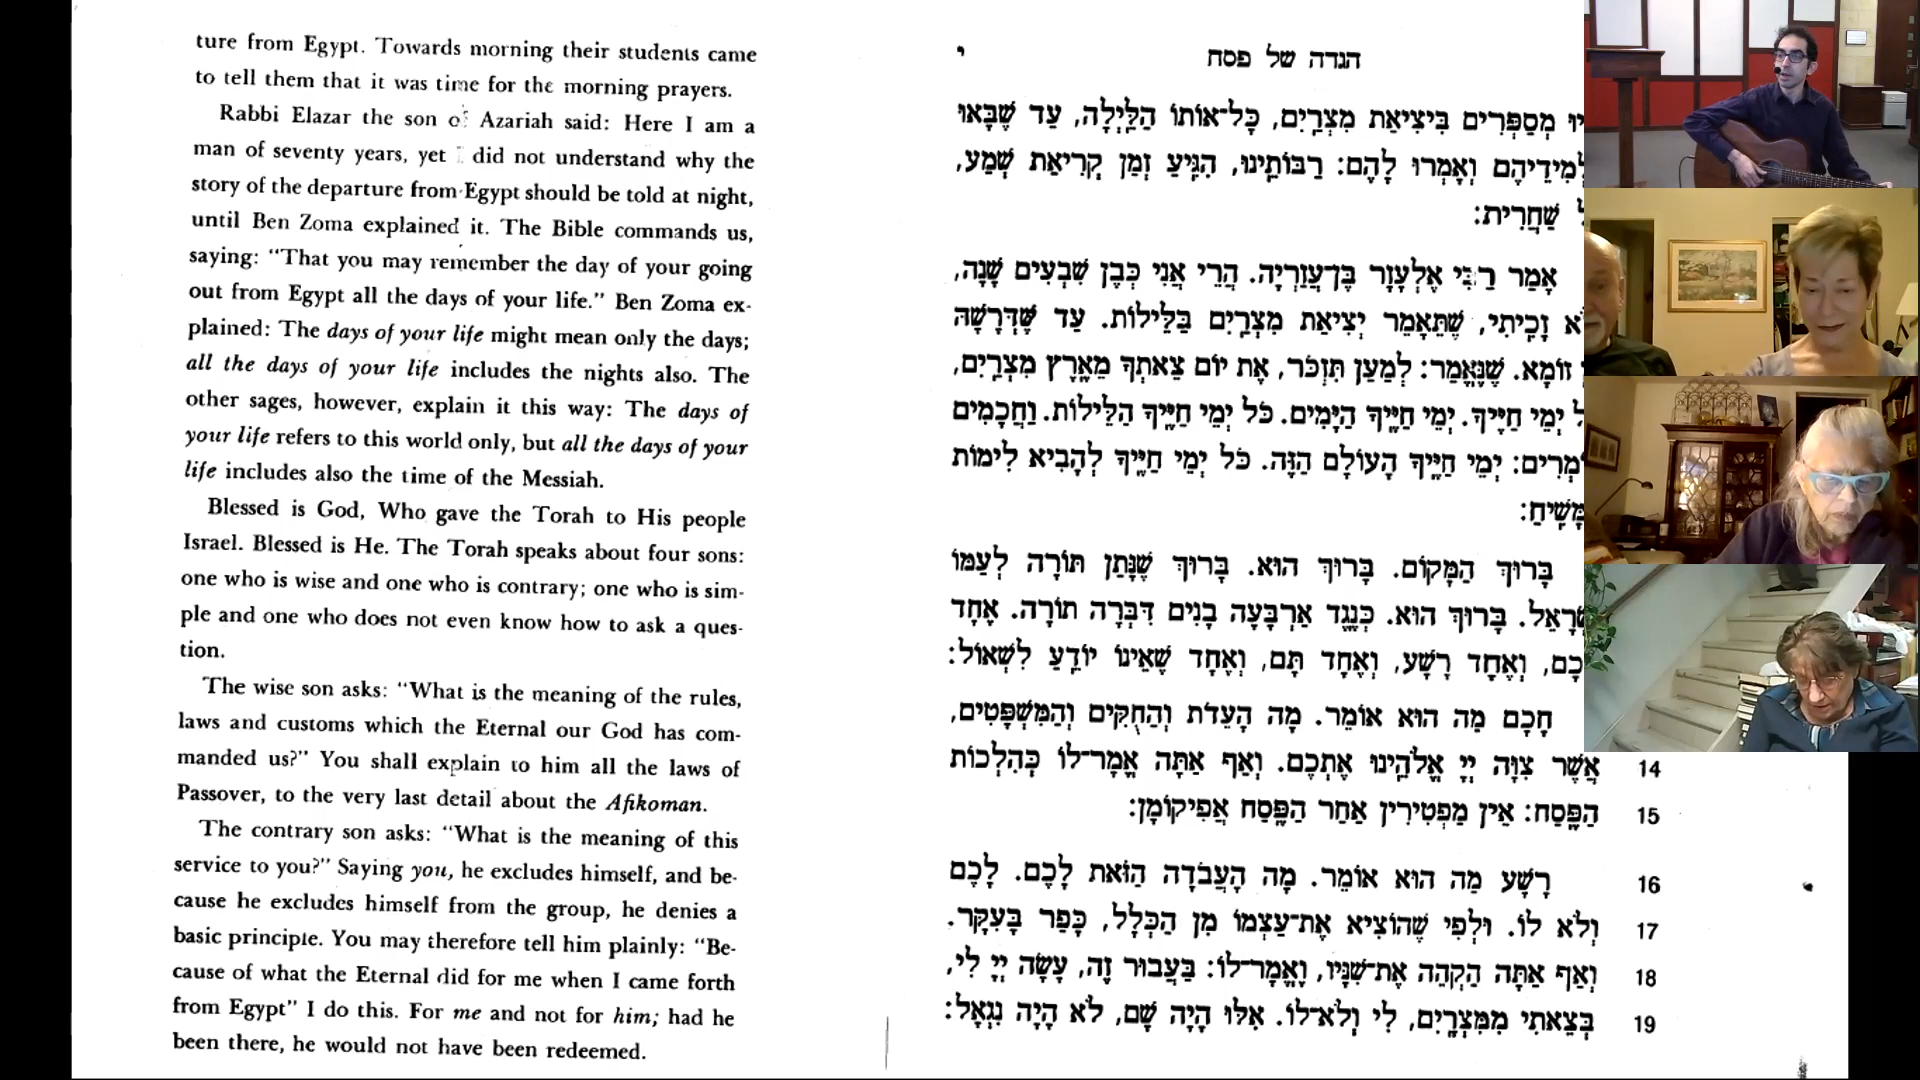 ture from Egypt. Towards morning their students came
to tell them that it was time for the morning prayers.
Rabbi Elazar the son of Azariah said: Here I am a
man of seventy years, yet I did not understand why the
story of the departure from Egypt should be told at night,
until Ben Zoma explained it. The Bible commands us,
saying: “That you may remember the day of your going
out from Egypt all the days of your life.” Ben Zoma ex-
plained: The days of your life might mean only the days;
all the days of your life includes the nights also. The
other sages, however, explain it this way: The days of
your life refers to this world only, but all the days of your
life includes also the time of the Messiah.
Blessed is God, Who gave the Torah to His people
Israel. Blessed is He. The Torah speaks about four sons:
one who is wise and one who is contrary; one who is sim-
ple and one who does not even know how to ask a ques-
tion.
The wise son asks: “What is the meaning of the rules,
laws and customs which the Eternal our God has com-
manded us?” You shall explain to him all the laws of
Passover, to the very last detail about the Afikoman.
The contrary son asks: “What is the meaning of this
service to you?” Saying you, he excludes himself, and be-
cause he excludes himself from the group, he denies a
basic principle. You may therefore tell him plainly: “Be-
cause of what the Eternal did for me when I came forth
from Egypt” I do this. For me and not for him; had he
been there, he would not have been redeemed.
הגדה של פסח י
מְסַפְּרִים בִּיצִיאַת מִצְרַיִם, כָּל־אוֹתוֹ הַלַּיְלָה, עַד שֶׁבָּאוּ
וְאָמְרוּ לָהֶם: רַבּוֹתֵינוּ, הִגִּיעַ זְמַן קְרִיאַת שְׁמַע,
שַׁחֲרִית:
אָמַר רַבִּי אֶלְעָזָר בֶּן־עֲזַרְיָה. הֲרֵי אֲנִי כְּבֶן שִׁבְעִים שָׁנָה,
זָכִיתִי, שֶׁתֵּאָמֵר יְצִיאַת מִצְרַיִם בַּלֵּילוֹת. עַד שֶׁדְּרָשָׁהּ
זוֹמָא. שֶׁנֶּאֱמַר: לְמַעַן תִּזְכֹּר, אֶת יוֹם צֵאתְךָ מֵאֶרֶץ מִצְרַיִם,
יְמֵי חַיֶּיךָ. יְמֵי חַיֶּיךָ הַיָּמִים. כֹּל יְמֵי חַיֶּיךָ הַלֵּילוֹת. וַחֲכָמִים
יְמֵי חַיֶּיךָ הָעוֹלָם הַזֶּה. כֹּל יְמֵי חַיֶּיךָ לְהָבִיא לִימוֹת
מָּשִׁיחַ:
בָּרוּךְ הַמָּקוֹם. בָּרוּךְ הוּא. בָּרוּךְ שֶׁנָּתַן תּוֹרָה לְעַמּוֹ
בָּרוּךְ הוּא. כְּנֶגֶד אַרְבָּעָה בָנִים דִּבְּרָה תוֹרָה. אֶחָד
וְאֶחָד רָשָׁע, וְאֶחָד תָּם, וְאֶחָד שֶׁאֵינוֹ יוֹדֵעַ לִשְׁאוֹל:
חָכָם מַה הוּא אוֹמֵר. מָה הָעֵדֹת וְהַחֻקִּים וְהַמִּשְׁפָּטִים,
אֲשֶׁר צִוָּה יְיָ אֱלֹהֵינוּ אֶתְכֶם. וְאַף אַתָּה אֱמָר־לוֹ כְּהִלְכוֹת 14
הַפֶּסַח: אֵין מַפְטִירִין אַחַר הַפֶּסַח אֲפִיקוֹמָן: 15
רָשָׁע מַה הוּא אוֹמֵר. מָה הָעֲבֹדָה הַזֹּאת לָכֶם. לָכֶם 16
וְלֹא לוֹ. וּלְפִי שֶׁהוֹצִיא אֶת־עַצְמוֹ מִן הַכְּלָל, כָּפַר בָּעִקָּר. 17
וְאַף אַתָּה הַקְהֵה אֶת־שִׁנָּיו, וֶאֱמָר־לוֹ: בַּעֲבוּר זֶה, עָשָׂה יְיָ לִי, 18
בְּצֵאתִי מִמִּצְרָיִם, לִי וְלֹא־לוֹ. אִלּוּ הָיָה שָׁם, לֹא הָיָה נִגְאָל: 19